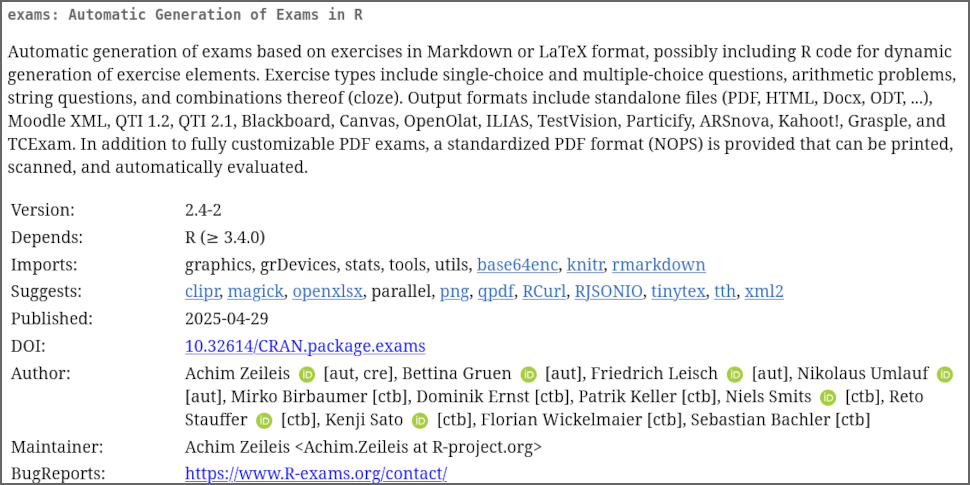 exams: Automatic Generation of Exams in R
Automatic generation of exams based on exercises in Markdown or LaTeX format, possibly including R code for dynamic
generation of exercise elements. Exercise types include single-choice and multiple-choice questions, arithmetic problems,
string questions, and combinations thereof (cloze). Output formats include standalone files (PDF, HTML, Docx, ODT, ...),
Moodle XML, QTI 1.2, QTI 2.1, Blackboard, Canvas, OpenOlat, ILIAS, TestVision, Particify, ARSnova, Kahoot!, Grasple, and
TCExam. In addition to fully customizable PDF exams, a standardized PDF format (NOPS) is provided that can be printed,
scanned, and automatically evaluated.
Version: 2.4-2
Depends: R (≥ 3.4.0)
Imports: graphics, grDevices, stats, tools, utils, base64enc, knitr, rmarkdown
Suggests: clipr, magick, openxlsx, parallel, png, qpdf, RCurl, RJSONIO, tinytex, tth, xml2
Published: 2025-04-29
DOI: 10.32614/CRAN.package.exams
Author: Achim Zeileis iD [aut, cre], Bettina Gruen iD [aut], Friedrich Leisch iD [aut], Nikolaus Umlauf iD
[aut], Mirko Birbaumer [ctb], Dominik Ernst [ctb], Patrik Keller [ctb], Niels Smits iD [ctb], Reto
Stauffer iD [ctb], Kenji Sato iD [ctb], Florian Wickelmaier [ctb], Sebastian Bachler [ctb]
Maintainer: Achim Zeileis <Achim.Zeileis at R-project.org>
BugReports: https://www.R-exams.org/contact/